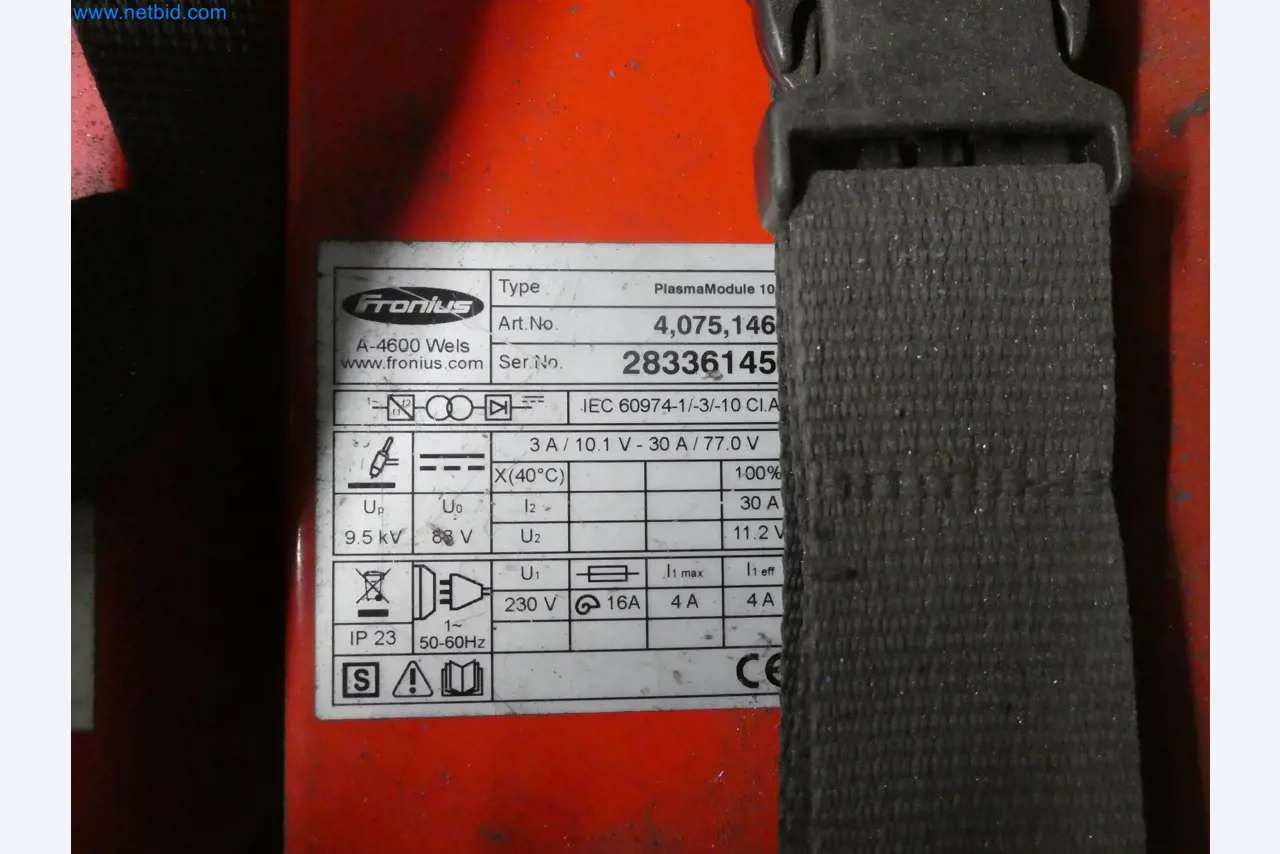 www.netbid.com
Fronius
A-4600 Wels
www.fronius.com
Type PlasmaModule 10
Art.No. 4,075,146
Ser.No. 28336145
1~ f1 f2
IEC 60974-1/-3/-10 Cl.A
3 A / 10.1 V - 30 A / 77.0 V
X(40°C) 100%
Up U0 I2 30 A
9.5 kV 88 V U2 11.2 V
U1 I1 max I1 eff
230 V 16A 4 A 4 A
IP 23
1~
50-60Hz
S
CE